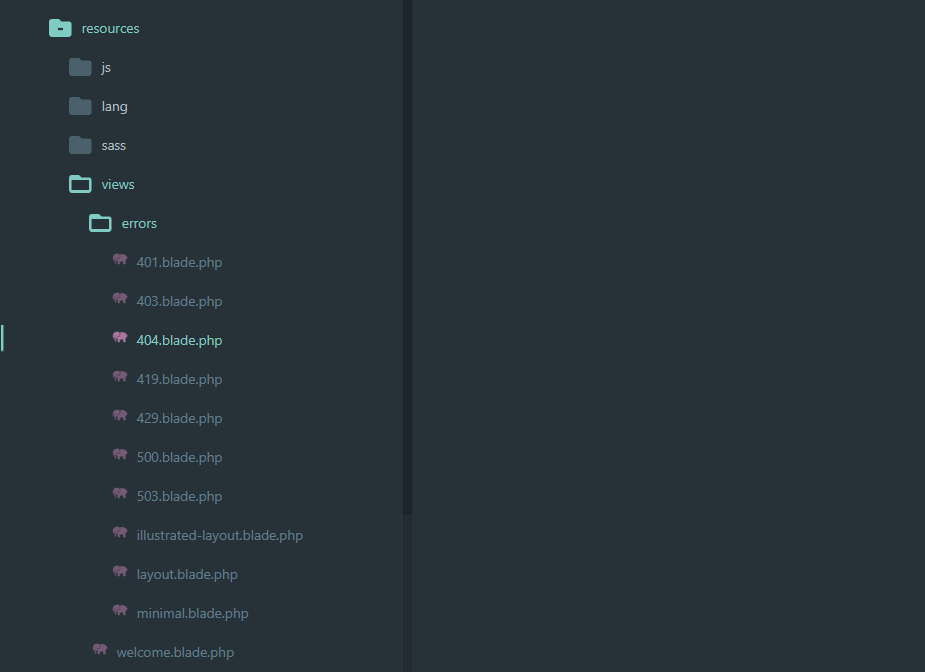 resources
js
lang
sass
views
errors
401.blade.php
403.blade.php
404.blade.php
419.blade.php
429.blade.php
500.blade.php
503.blade.php
illustrated-layout.blade.php
layout.blade.php
minimal.blade.php
welcome.blade.php